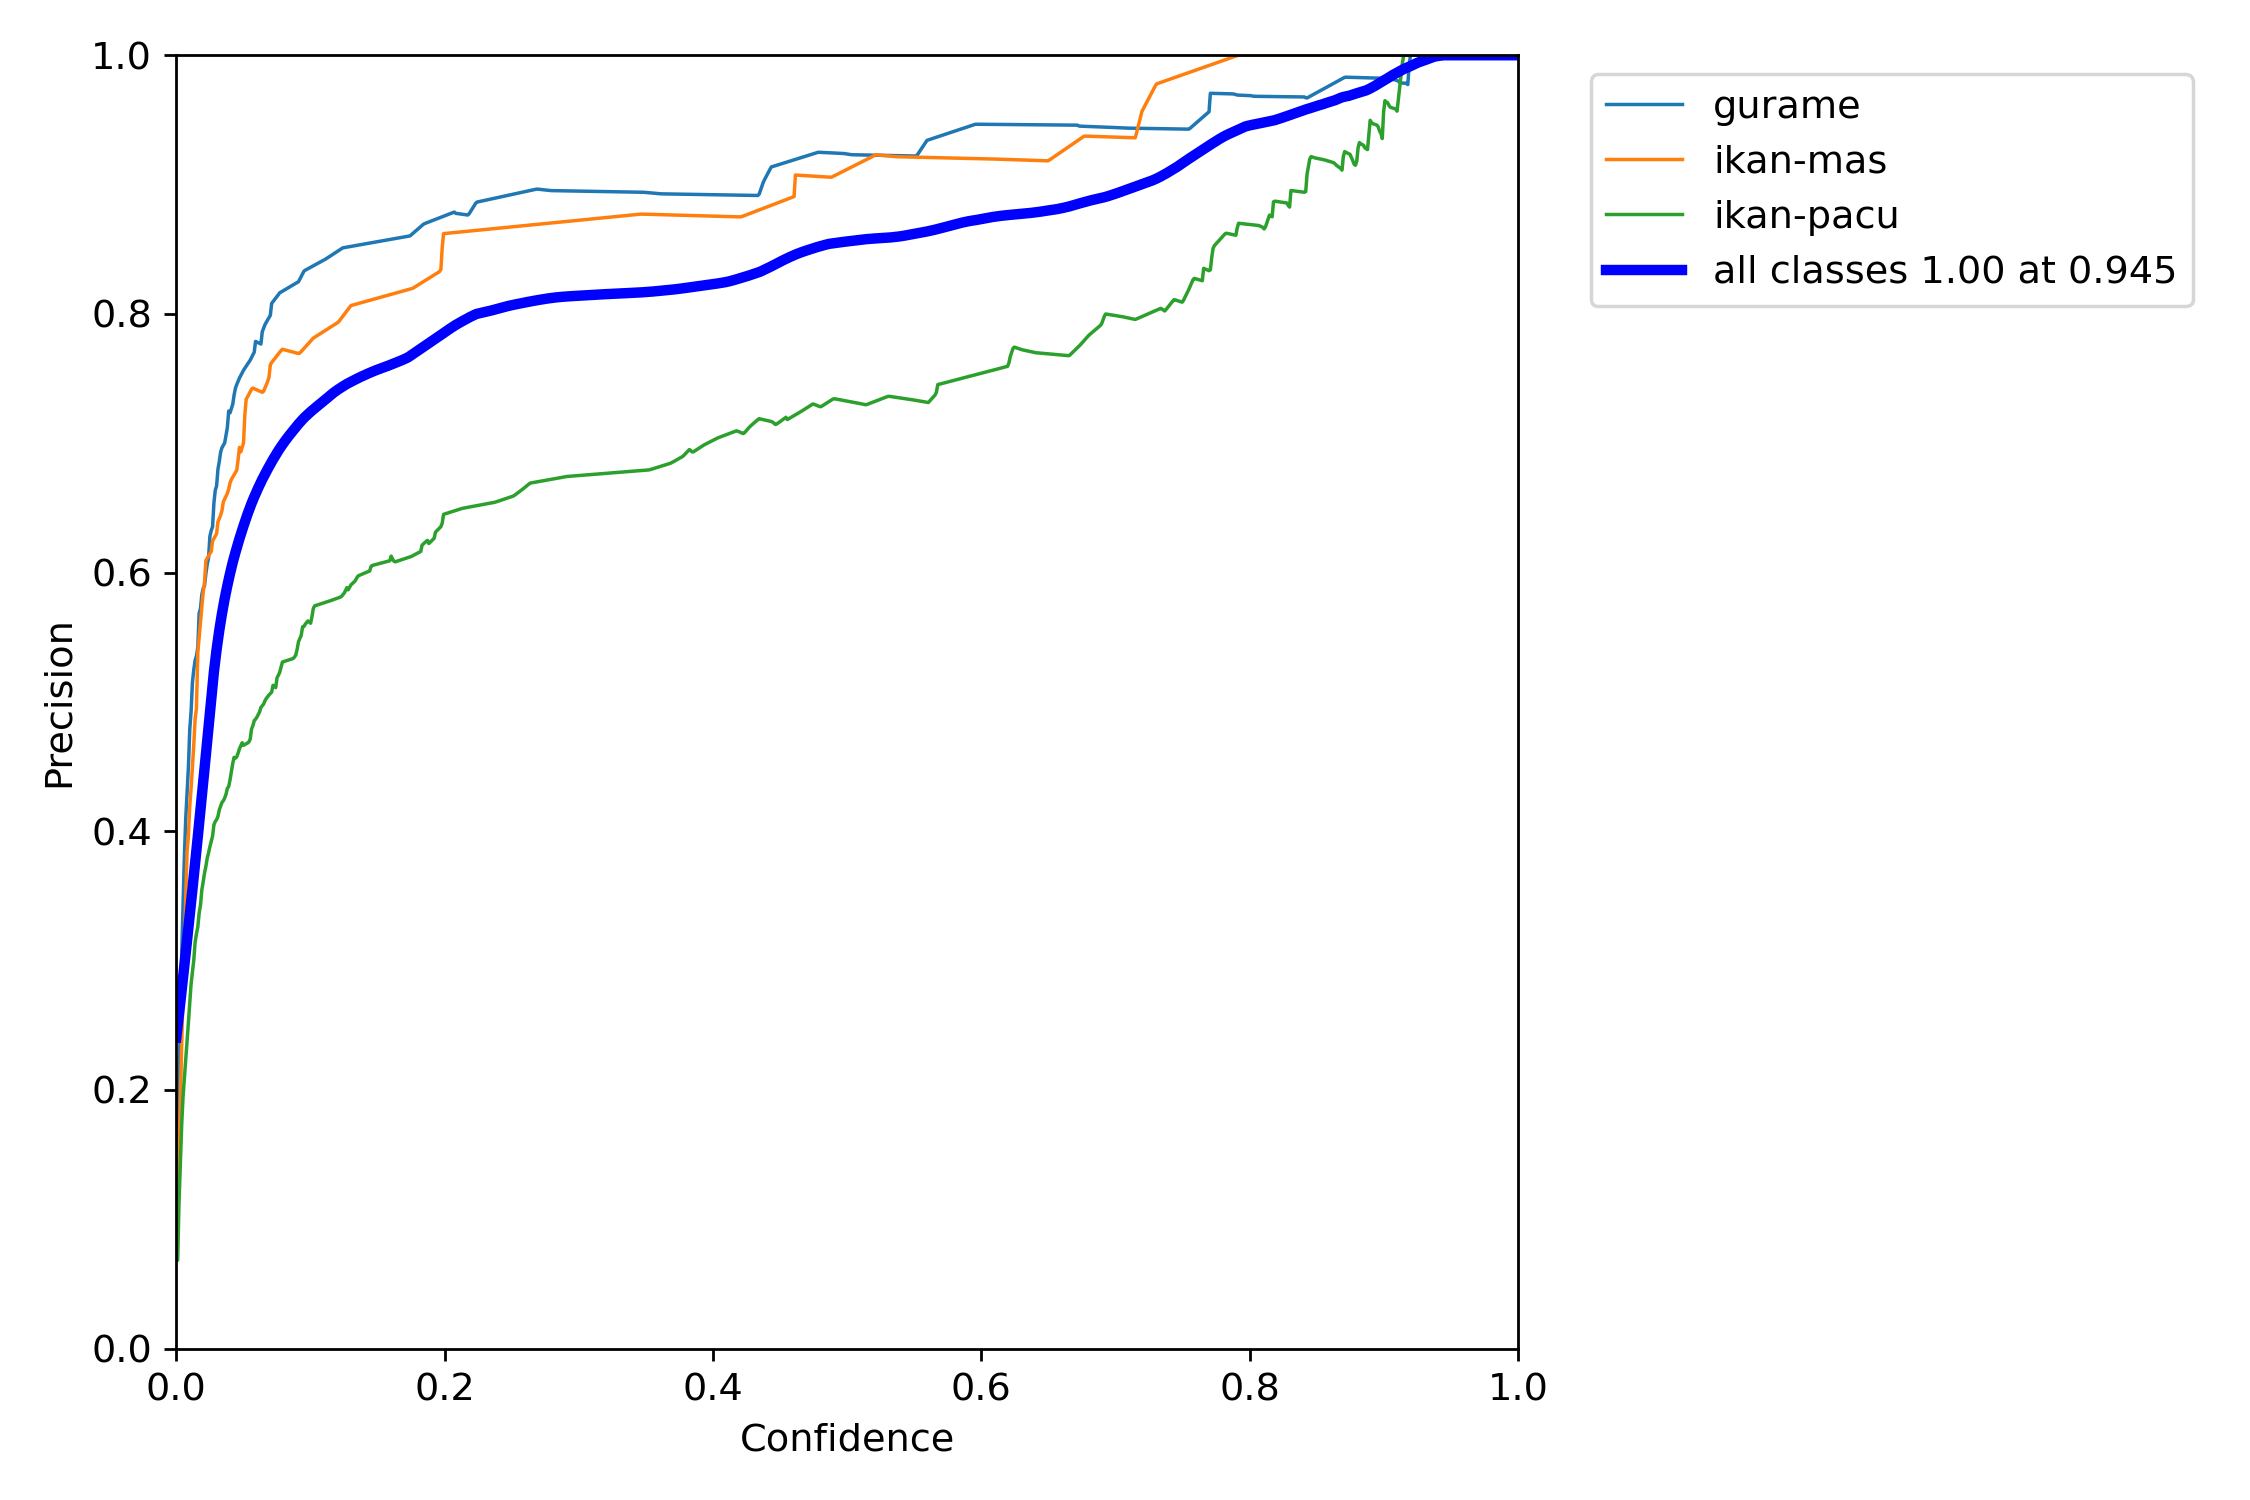 1.0
0.8
0.6
0.4
0.2
0.0
Precision
0.0 0.2 0.4 0.6 0.8 1.0
Confidence
gurame
ikan-mas
ikan-pacu
all classes 1.00 at 0.945